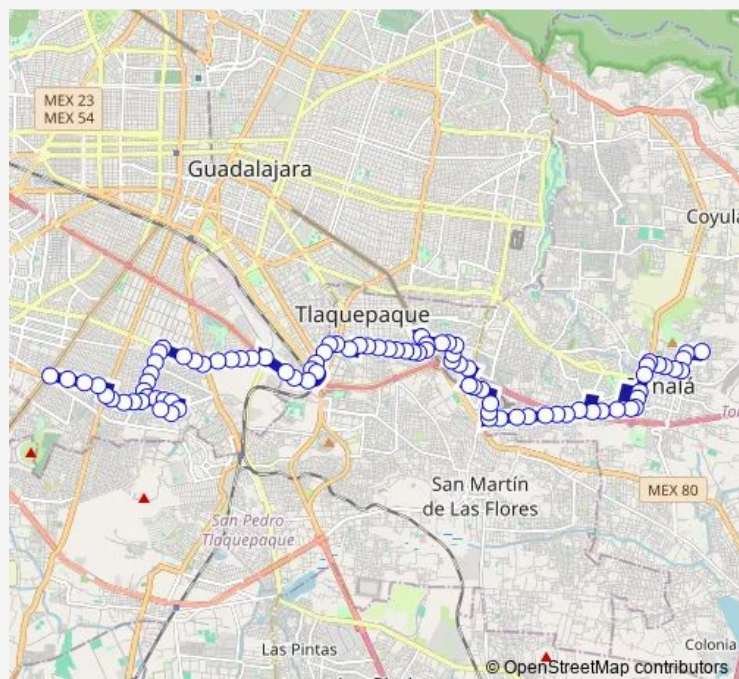 MEX 23
MEX 54
Guadalajara
Coyula
Tlaquepaque
nalá
San Martín
de Las Flores
MEX 80
San Pedro
Tlaquepaque
Las Pintas
Colonia
© OpenStreetMap contributors